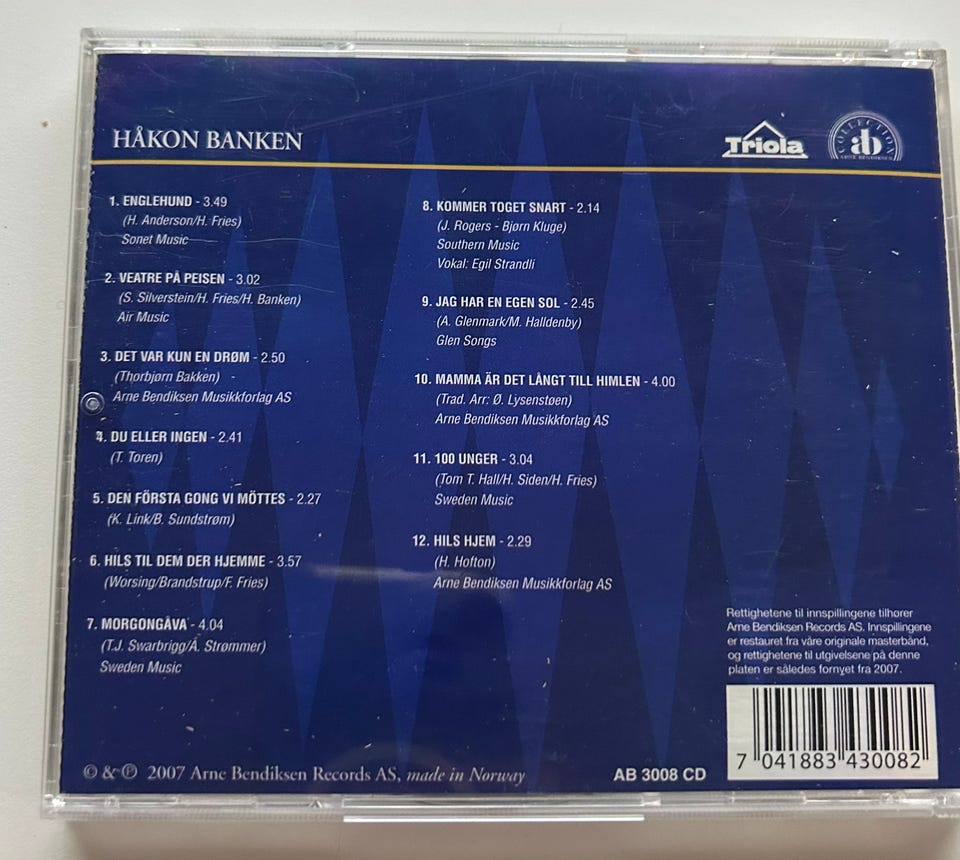 HÅKON BANKEN
Triola
COLLECTION
ab
ARNE BENDIKSEN
1. ENGLEHUND - 3.49
(H. Anderson/H. Fries)
Sonet Music
2. VEATRE PÅ PEISEN - 3.02
(S. Silverstein/H. Fries/H. Banken)
Air Music
3. DET VAR KUN EN DRØM - 2.50
(Thorbjørn Bakken)
Arne Bendiksen Musikkforlag AS
4. DU ELLER INGEN - 2.41
(T. Toren)
5. DEN FÖRSTA GONG VI MÖTTES - 2.27
(K. Link/B. Sundstrøm)
6. HILS TIL DEM DER HJEMME - 3.57
(Worsing/Brandstrup/F. Fries)
7. MORGONGÅVA - 4.04
(T.J. Swarbrigg/Å. Strømmer)
Sweden Music
8. KOMMER TOGET SNART - 2.14
(J. Rogers - Bjørn Kluge)
Southern Music
Vokal: Egil Strandli
9. JAG HAR EN EGEN SOL - 2.45
(A. Glenmark/M. Halldenby)
Glen Songs
10. MAMMA ÄR DET LÅNGT TILL HIMLEN - 4.00
(Trad. Arr: Ø. Lysenstøen)
Arne Bendiksen Musikkforlag AS
11. 100 UNGER - 3.04
(Tom T. Hall/H. Siden/H. Fries)
Sweden Music
12. HILS HJEM - 2.29
(H. Hofton)
Arne Bendiksen Musikkforlag AS
Rettighetene til innspillingene tilhører
Arne Bendiksen Records AS. Innspillingene
er restauret fra våre originale masterbånd,
og rettighetene til utgivelsene på denne
platen er således fornyet fra 2007.
7 041883 430082
© & ℗ 2007 Arne Bendiksen Records AS, made in Norway
AB 3008 CD